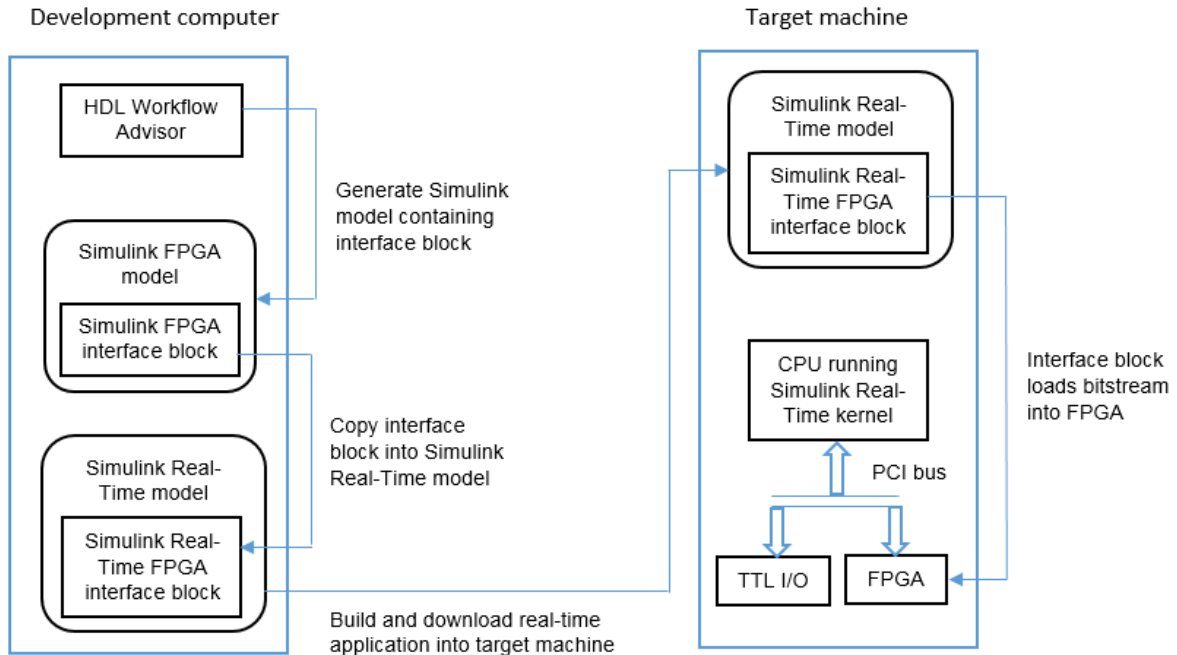 Development computer
HDL Workflow
Advisor
Generate Simulink
model containing
interface block
Simulink FPGA
model
Simulink FPGA
interface block
Copy interface
block into Simulink
Real-Time model
Simulink Real-
Time model
Simulink Real-
Time FPGA
interface block
Build and download real-time
application into target machine
Target machine
Simulink Real-
Time model
Simulink Real-
Time FPGA
interface block
CPU running
Simulink Real-
Time kernel
PCI bus
TTL I/O
FPGA
Interface block
loads bitstream
into FPGA